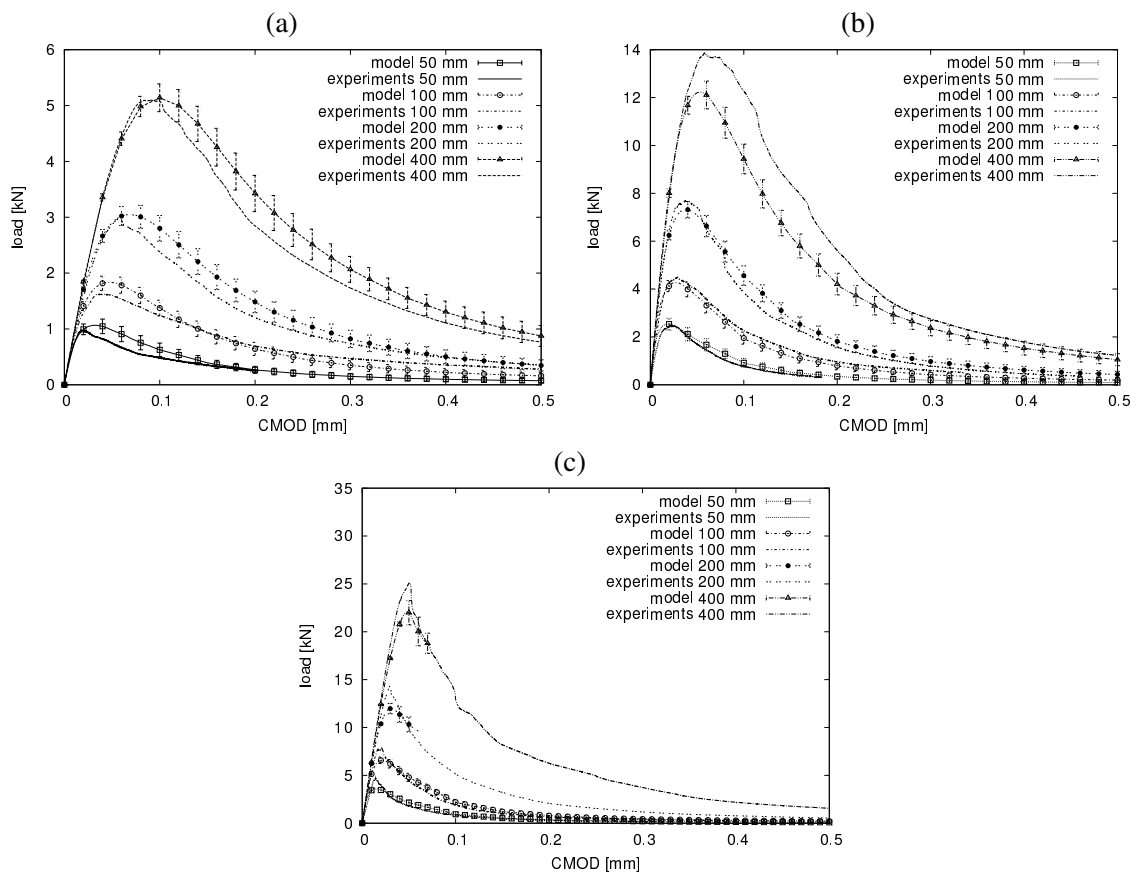 (a)
6
5
4
3
2
1
0
load [kN]
0
0.1
0.2
0.3
0.4
0.5
CMOD [mm]
model 50 mm
experiments 50 mm
model 100 mm
experiments 100 mm
model 200 mm
experiments 200 mm
model 400 mm
experiments 400 mm
(b)
14
12
10
8
6
4
2
0
load [kN]
0
0.1
0.2
0.3
0.4
0.5
CMOD [mm]
model 50 mm
experiments 50 mm
model 100 mm
experiments 100 mm
model 200 mm
experiments 200 mm
model 400 mm
experiments 400 mm
(c)
35
30
25
20
15
10
5
0
load [kN]
0
0.1
0.2
0.3
0.4
0.5
CMOD [mm]
model 50 mm
experiments 50 mm
model 100 mm
experiments 100 mm
model 200 mm
experiments 200 mm
model 400 mm
experiments 400 mm